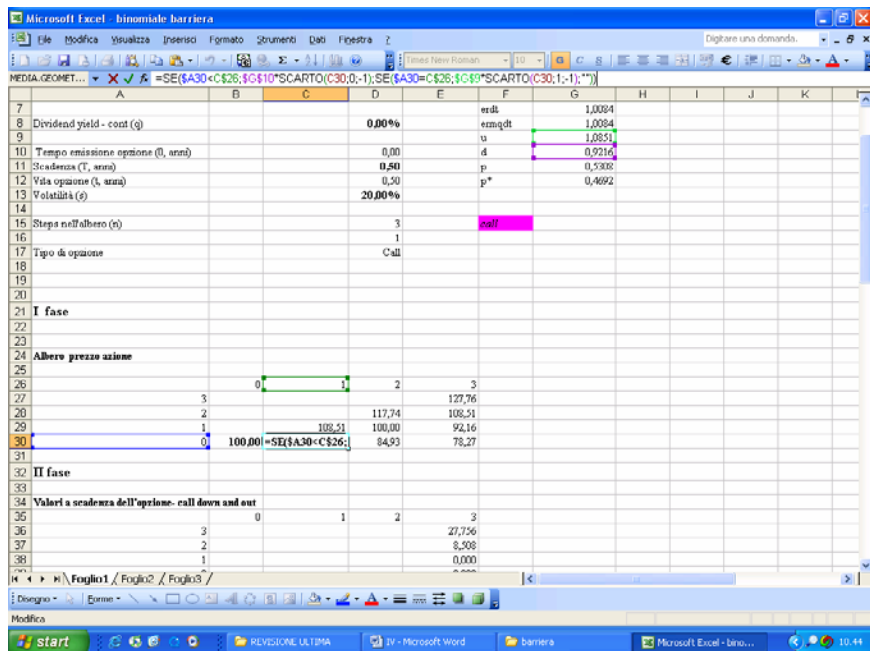 Microsoft Excel - binomiale barriera
File Modifica Visualizza Inserisci Formato Strumenti Dati Finestra ?
Digitare una domanda.
Times New Roman 10 G C S
MEDIA.GEOMET... =SE($A30<C$26;$G$10*SCARTO(C30;0;-1);SE($A30=C$26;$G$9*SCARTO(C30;1;-1);""))
A B C D E F G H I J K
7 erdt 1,0084
8 Dividend yield - cont (q) 0,00% ermqdt 1,0084
9 u 1,0851
10 Tempo emissione opzione (0, anni) 0,00 d 0,9216
11 Scadenza (T, anni) 0,50 p 0,5308
12 Vita opzione (t, anni) 0,50 p* 0,4692
13 Volatilità (s) 20,00%
14
15 Steps nell'albero (n) 3 call
16 1
17 Tipo di opzione Call
18
19
20
21 I fase
22
23
24 Albero prezzo azione
25
26 0 1 2 3
27 3 127,76
28 2 117,74 108,51
29 1 108,51 100,00 92,16
30 0 100,00 =SE($A30<C$26; 84,93 78,27
31
32 II fase
33
34 Valori a scadenza dell'opzione- call down and out
35 0 1 2 3
36 3 27,756
37 2 8,508
38 1 0,000
Foglio1 / Foglio2 / Foglio3
Disegno Forme
Modifica
start REVISIONE ULTIMA IV - Microsoft Word barriera Microsoft Excel - bino... 10.44